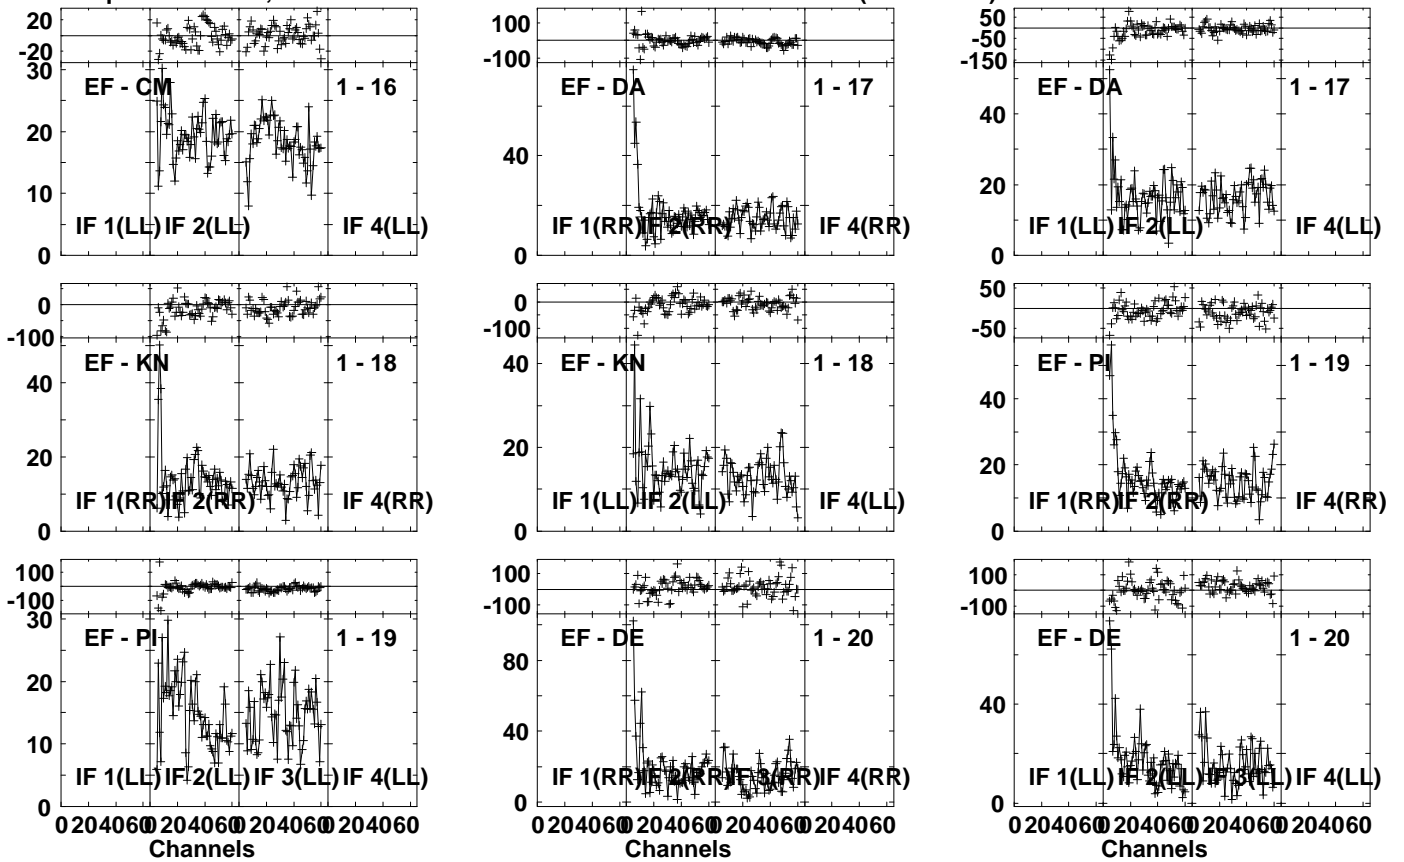 20
-20
30
20
10
0
EF - CM 1 - 16
IF 1(LL) IF 2(LL) IF 4(LL)
100
-100
40
0
EF - DA 1 - 17
IF 1(RR) IF 2(RR) IF 4(RR)
50
-50
-150
40
20
0
EF - DA 1 - 17
IF 1(LL) IF 2(LL) IF 4(LL)
0
-100
40
20
0
EF - KN 1 - 18
IF 1(RR) IF 2(RR) IF 4(RR)
0
-100
40
20
0
EF - KN 1 - 18
IF 1(LL) IF 2(LL) IF 4(LL)
50
-50
40
20
0
EF - PI 1 - 19
IF 1(RR) IF 2(RR) IF 4(RR)
100
-100
30
20
10
0
EF - PI 1 - 19
IF 1(LL) IF 2(LL) IF 3(LL) IF 4(LL)
0 204060 0 204060 0 204060 0 204060
Channels
100
-100
80
40
0
EF - DE 1 - 20
IF 1(RR) IF 2(RR) IF 3(RR) IF 4(RR)
0 204060 0 204060 0 204060 0 204060
Channels
100
-100
40
0
EF - DE 1 - 20
IF 1(LL) IF 2(LL) IF 3(LL) IF 4(LL)
0 204060 0 204060 0 204060 0 204060
Channels